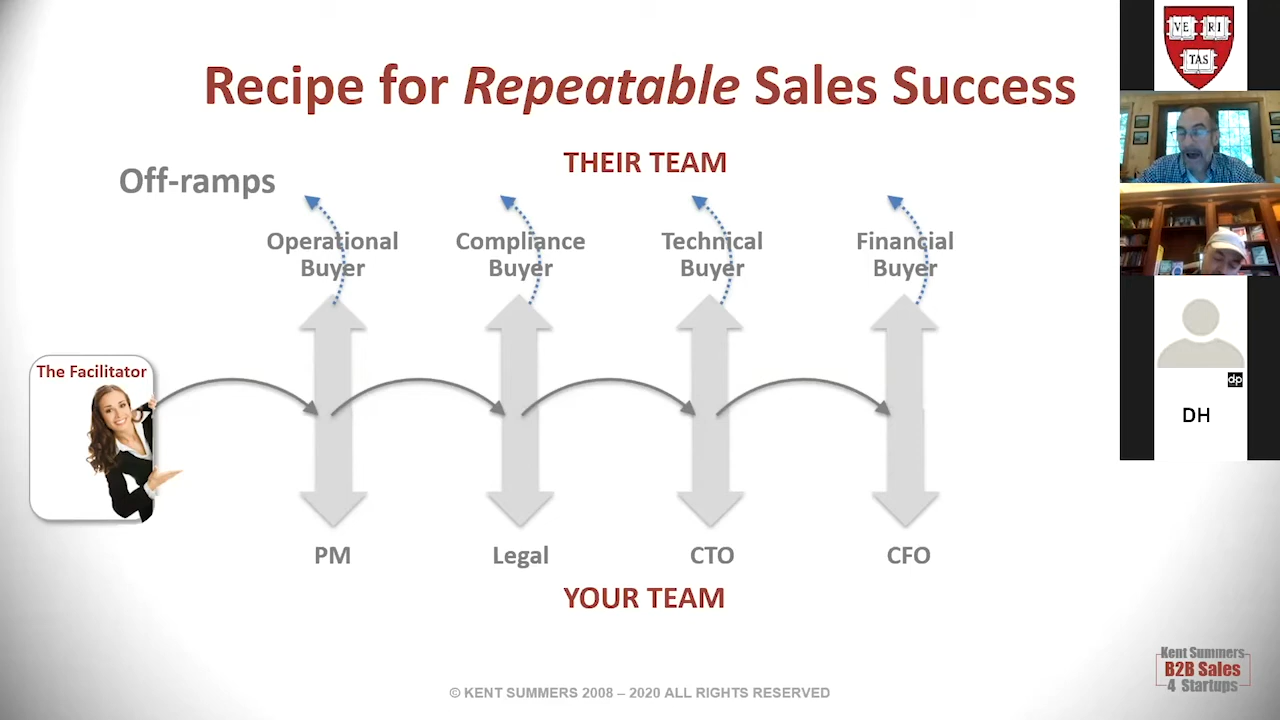 Recipe for Repeatable Sales Success
THEIR TEAM
Off-ramps
Operational
Buyer
Compliance
Buyer
Technical
Buyer
Financial
Buyer
The Facilitator
PM
Legal
CTO
CFO
YOUR TEAM
© KENT SUMMERS 2008 – 2020 ALL RIGHTS RESERVED
Kent Summers
B2B Sales
4 Startups
VE RI
TAS
dp
DH